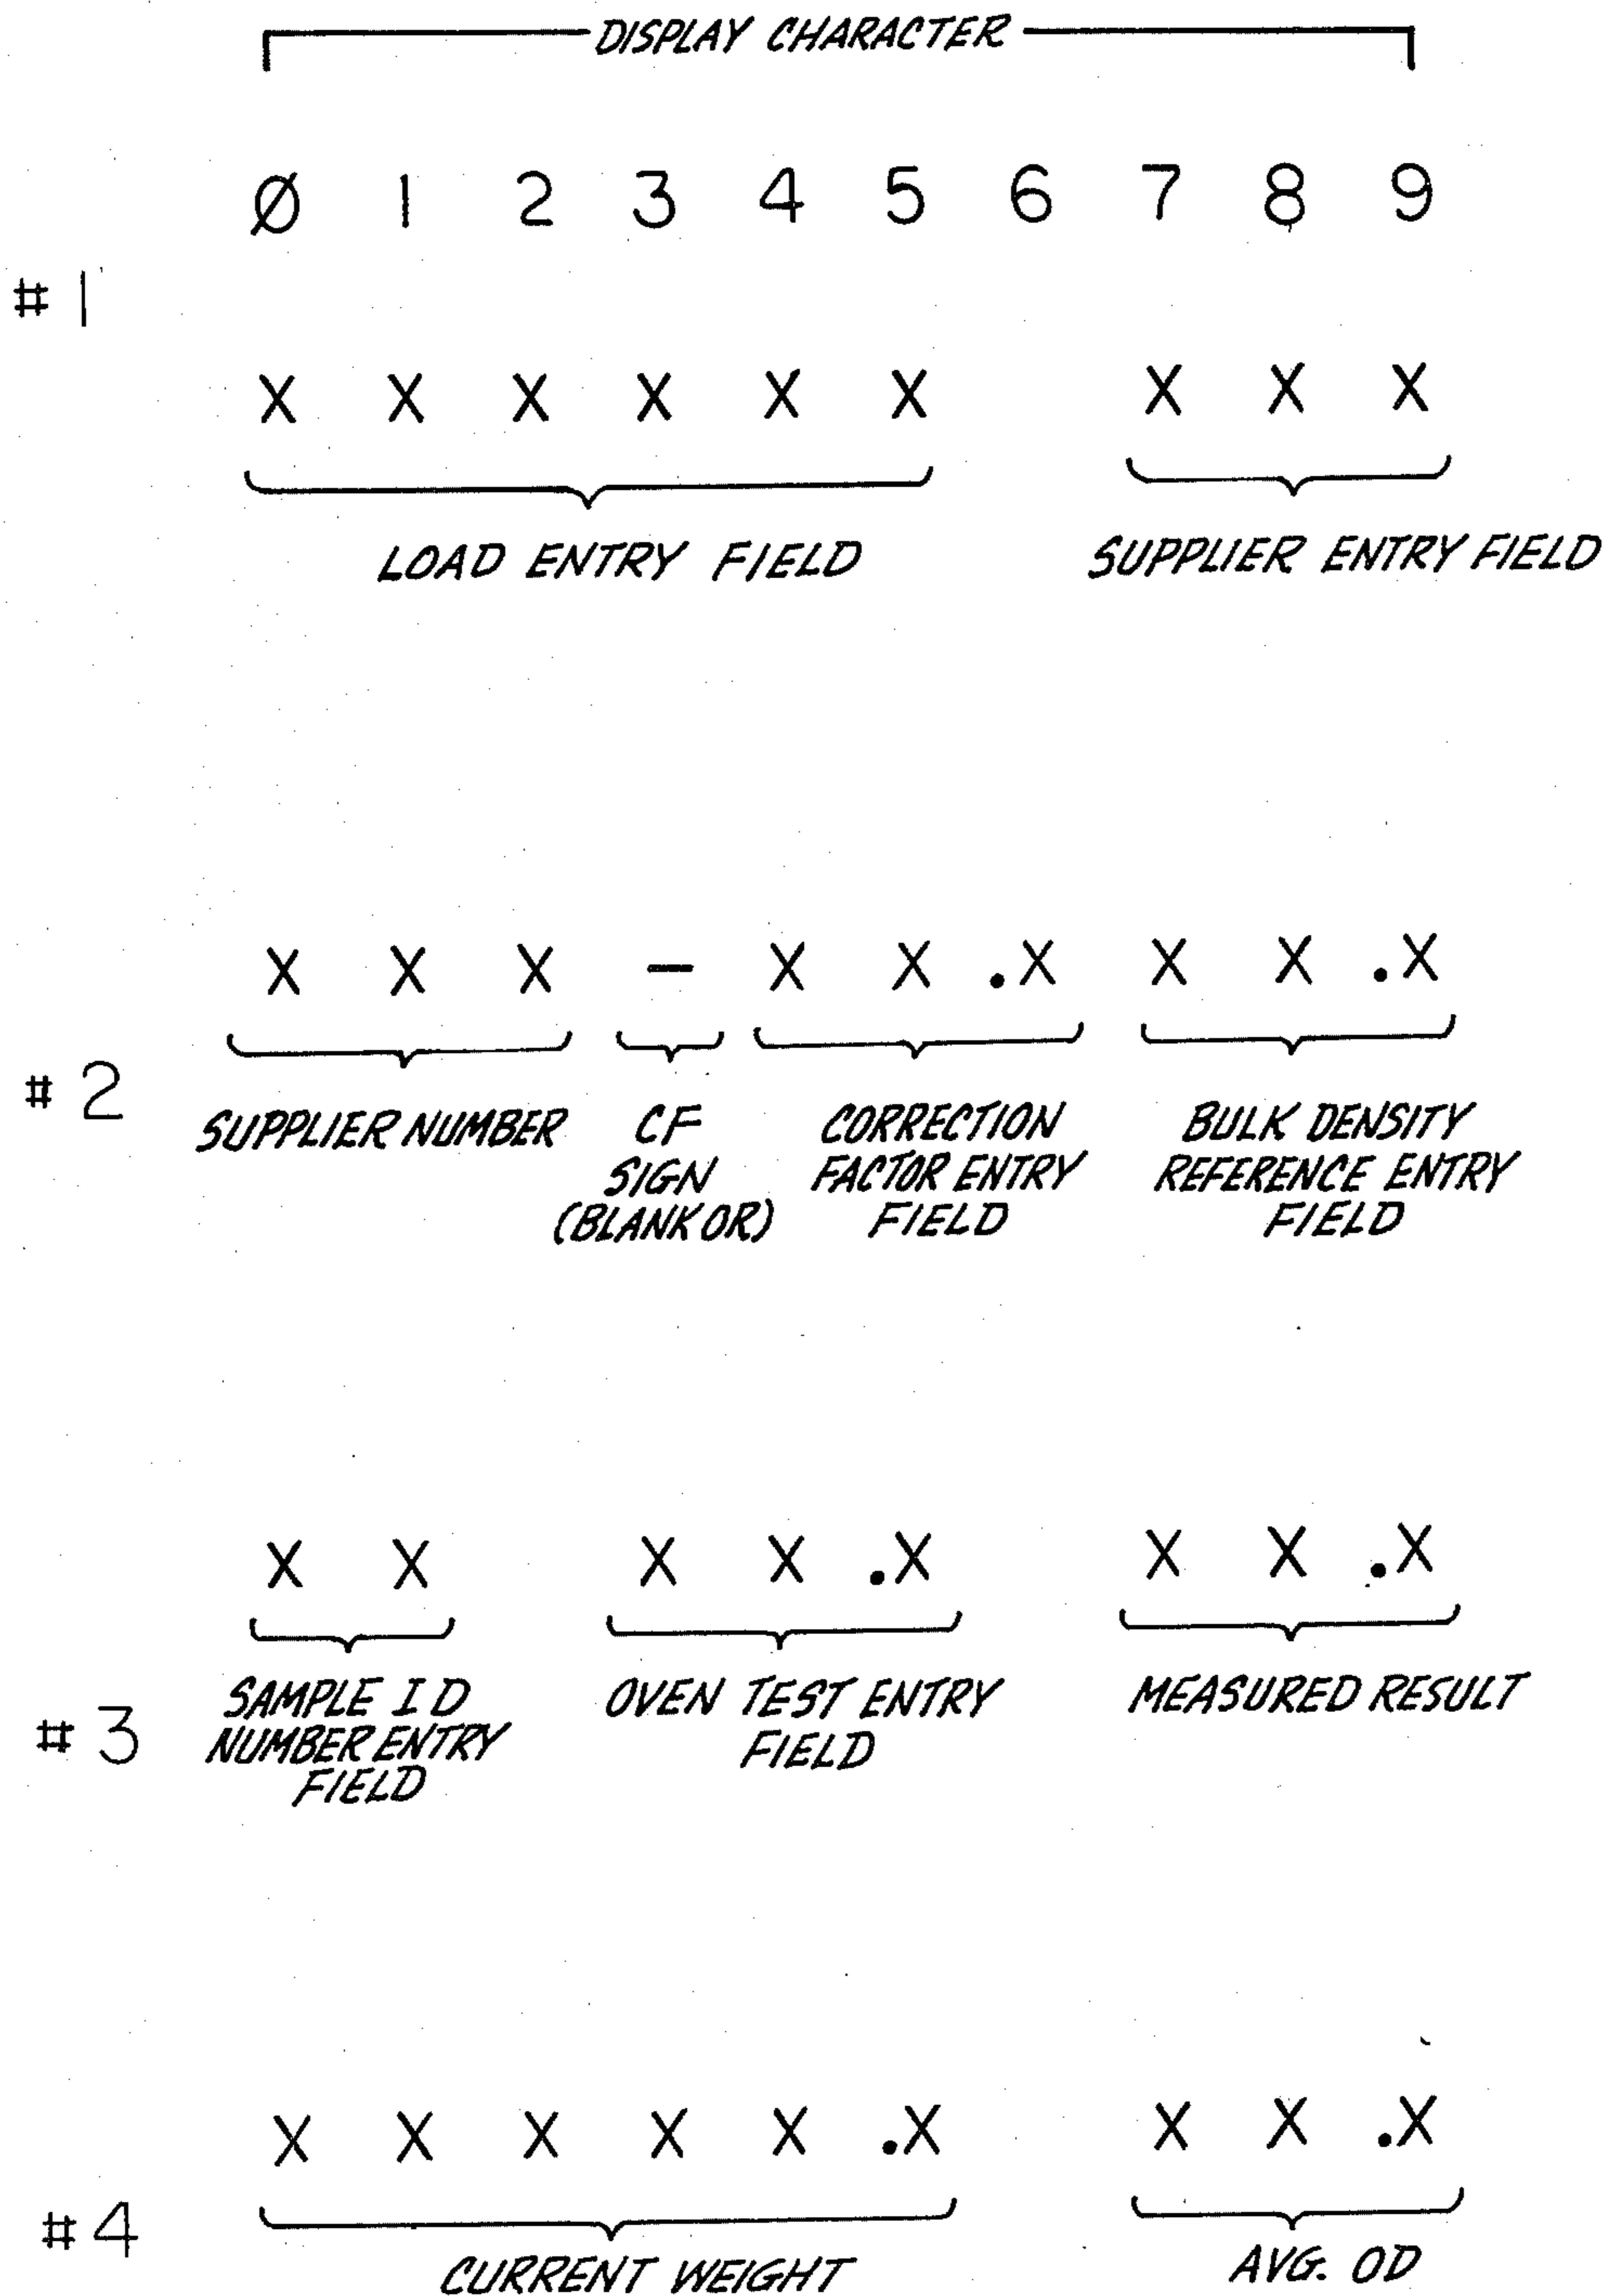 DISPLAY CHARACTER
Ø 1 2 3 4 5 6 7 8 9
#1
X X X X X X X X X
LOAD ENTRY FIELD SUPPLIER ENTRY FIELD
X X X - X X .X X X .X
#2
SUPPLIER NUMBER CF CORRECTION BULK DENSITY
SIGN FACTOR ENTRY REFERENCE ENTRY
(BLANK OR) FIELD FIELD
X X X X .X X X .X
SAMPLE ID OVEN TEST ENTRY MEASURED RESULT
#3 NUMBER ENTRY FIELD
FIELD
X X X X X .X X X .X
#4
CURRENT WEIGHT AVG. OD